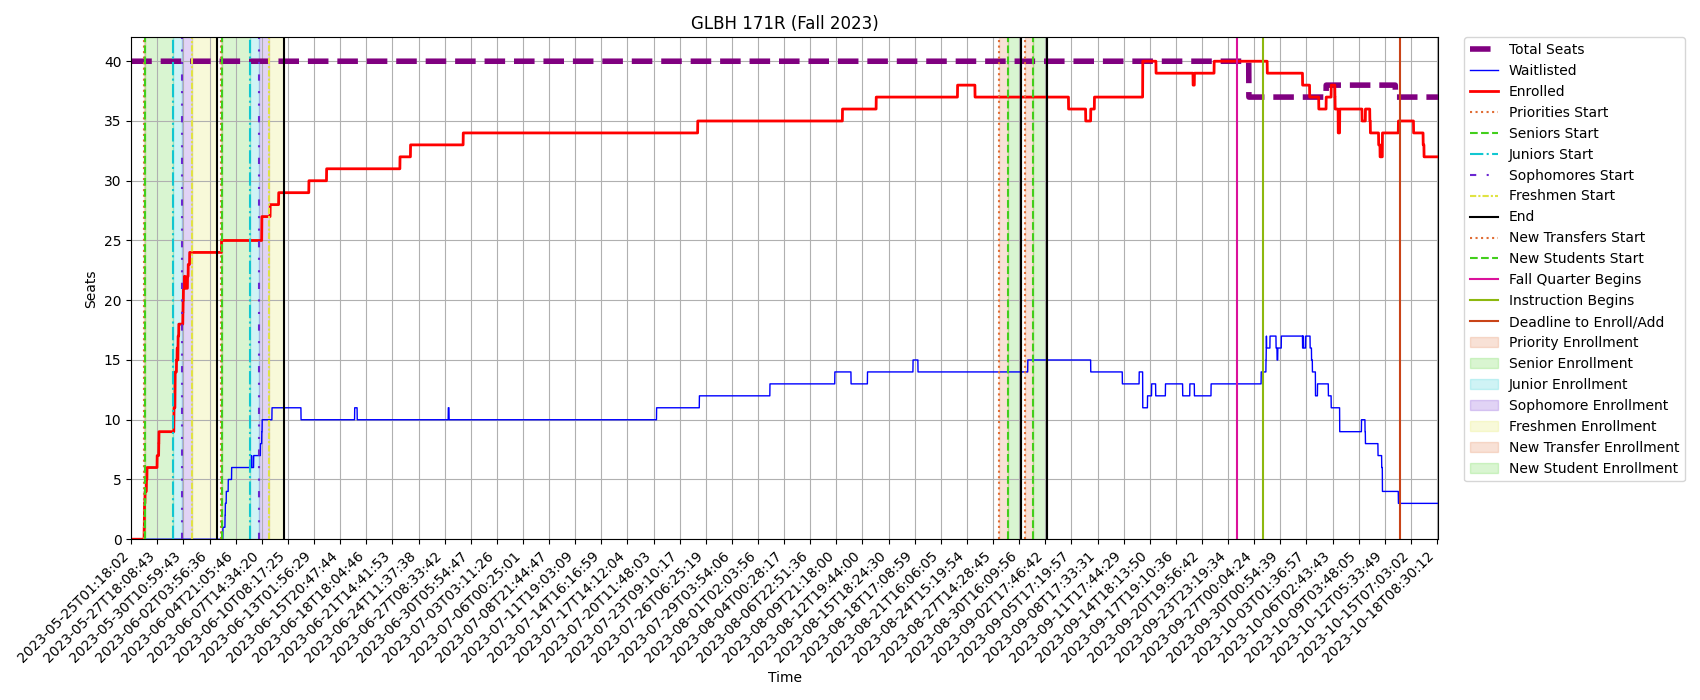 GLBH 171R (Fall 2023)
40
35
30
25
20
15
10
5
0
Seats
2023-05-25T01:18:02
2023-05-27T18:08:43
2023-05-30T10:59:43
2023-06-02T03:56:36
2023-06-04T21:05:46
2023-06-07T14:34:20
2023-06-10T08:17:25
2023-06-13T01:56:29
2023-06-15T20:47:44
2023-06-18T18:04:46
2023-06-21T14:41:53
2023-06-24T11:37:38
2023-06-27T08:33:42
2023-06-30T05:54:47
2023-07-03T03:11:26
2023-07-06T00:25:01
2023-07-08T21:44:47
2023-07-11T19:03:09
2023-07-14T16:16:59
2023-07-17T14:12:04
2023-07-20T11:48:03
2023-07-23T09:10:17
2023-07-26T06:25:19
2023-07-29T03:54:06
2023-08-01T02:03:56
2023-08-04T00:28:17
2023-08-06T22:51:36
2023-08-09T21:18:00
2023-08-12T19:44:00
2023-08-15T18:24:30
2023-08-18T17:08:59
2023-08-21T16:06:05
2023-08-24T15:19:54
2023-08-27T14:28:45
2023-08-30T16:09:56
2023-09-02T17:46:42
2023-09-05T17:19:57
2023-09-08T17:33:31
2023-09-11T17:44:29
2023-09-14T18:13:50
2023-09-17T19:10:36
2023-09-20T19:56:42
2023-09-23T23:19:34
2023-09-27T00:04:24
2023-09-30T00:54:39
2023-10-03T01:36:57
2023-10-06T02:43:43
2023-10-09T03:48:05
2023-10-12T05:33:49
2023-10-15T07:03:02
2023-10-18T08:30:12
Time
Total Seats
Waitlisted
Enrolled
Priorities Start
Seniors Start
Juniors Start
Sophomores Start
Freshmen Start
End
New Transfers Start
New Students Start
Fall Quarter Begins
Instruction Begins
Deadline to Enroll/Add
Priority Enrollment
Senior Enrollment
Junior Enrollment
Sophomore Enrollment
Freshmen Enrollment
New Transfer Enrollment
New Student Enrollment